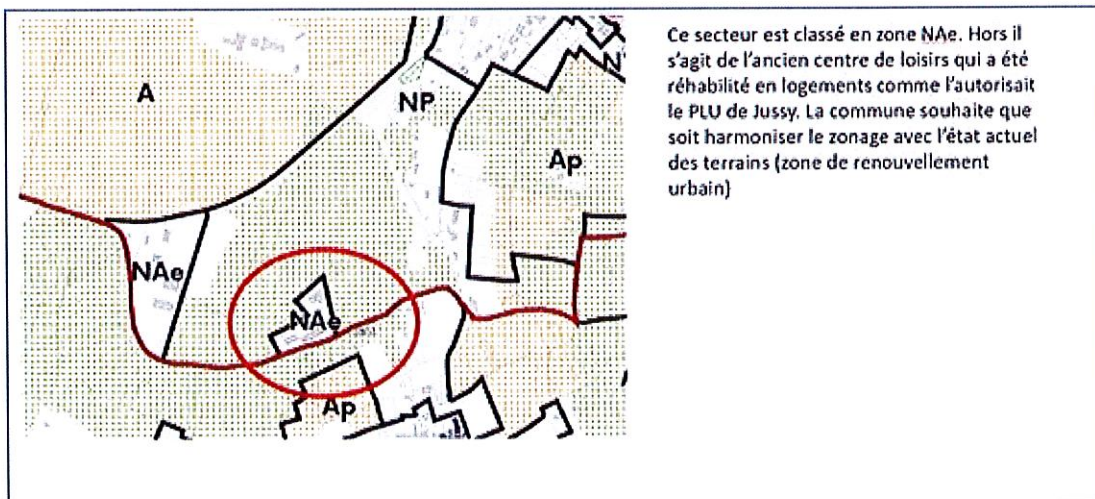 Ce secteur est classé en zone NAe. Hors il
s'agit de l'ancien centre de loisirs qui a été
réhabilité en logements comme l'autorisait
le PLU de Jussy. La commune souhaite que
soit harmoniser le zonage avec l'état actuel
des terrains (zone de renouvellement
urbain)
A
NP
N
Ap
NAe
NAe
Ap